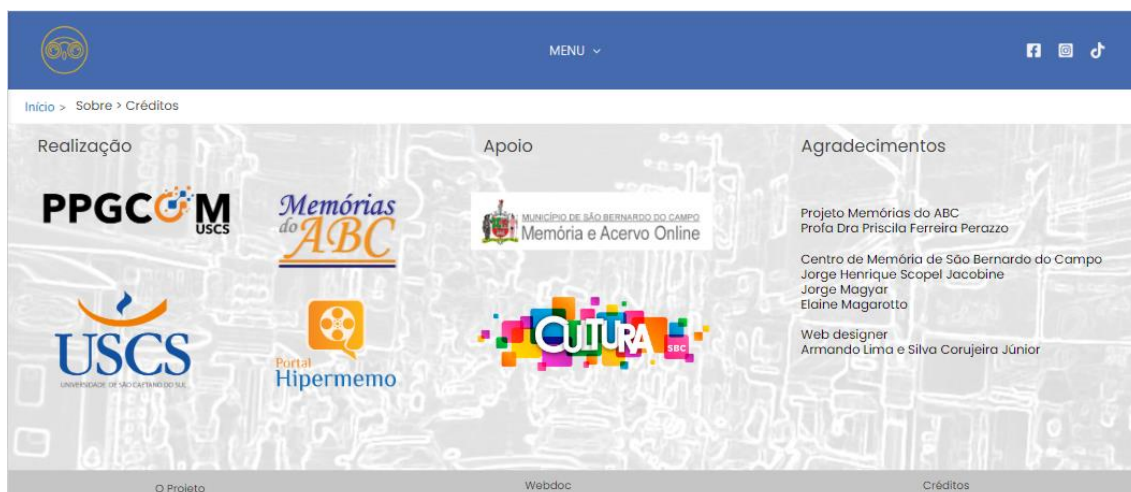 MENU
Início > Sobre > Créditos
Realização
PPGCOM
USCS
Memórias
do ABC
USCS
UNIVERSIDADE DE SÃO CAETANO DO SUL
Portal
Hipermemo
Apoio
MUNICÍPIO DE SÃO BERNARDO DO CAMPO
Memória e Acervo Online
CULTURA
SBC
Agradecimentos
Projeto Memórias do ABC
Profa Dra Priscila Ferreira Perazzo
Centro de Memória de São Bernardo do Campo
Jorge Henrique Scopel Jacobine
Jorge Magyar
Elaine Magarotto
Web designer
Armando Lima e Silva Corujeira Júnior
O Projeto
Webdoc
Créditos